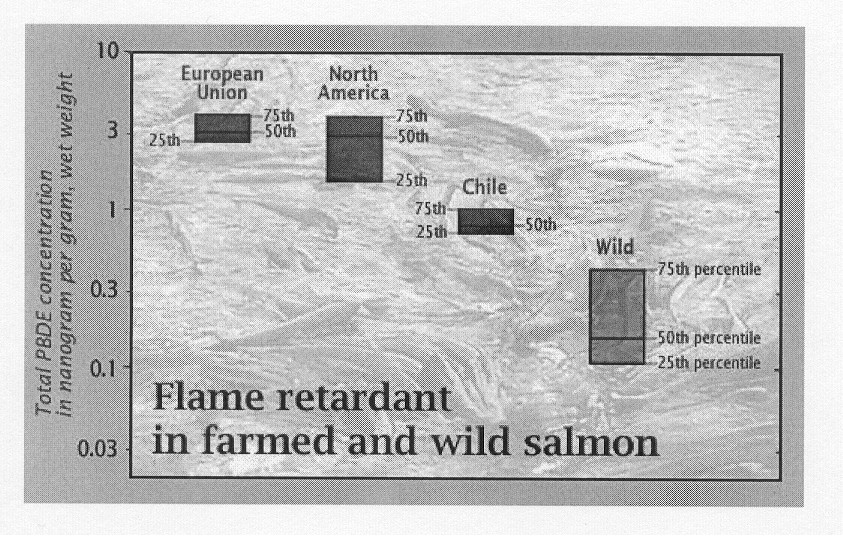 Total PBDE concentration
in nanogram per gram, wet weight
10
3
1
0.3
0.1
0.03
European
Union
75th
50th
25th
North
America
75th
50th
25th
Chile
75th
25th
50th
Wild
75th percentile
50th percentile
25th percentile
Flame retardant
in farmed and wild salmon